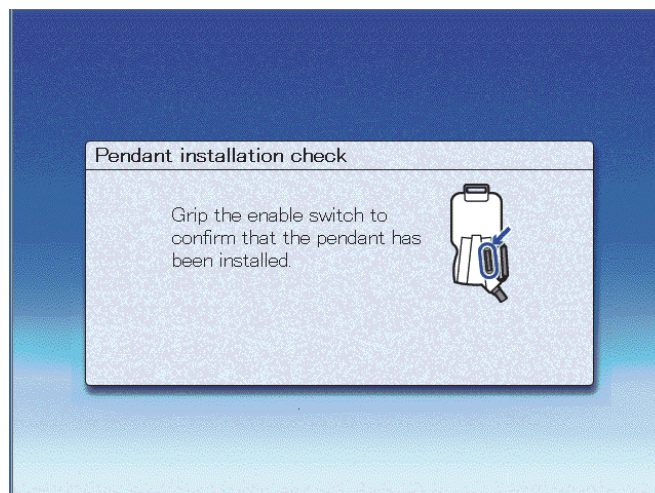 Pendant installation check
Grip the enable switch to
confirm that the pendant has
been installed.